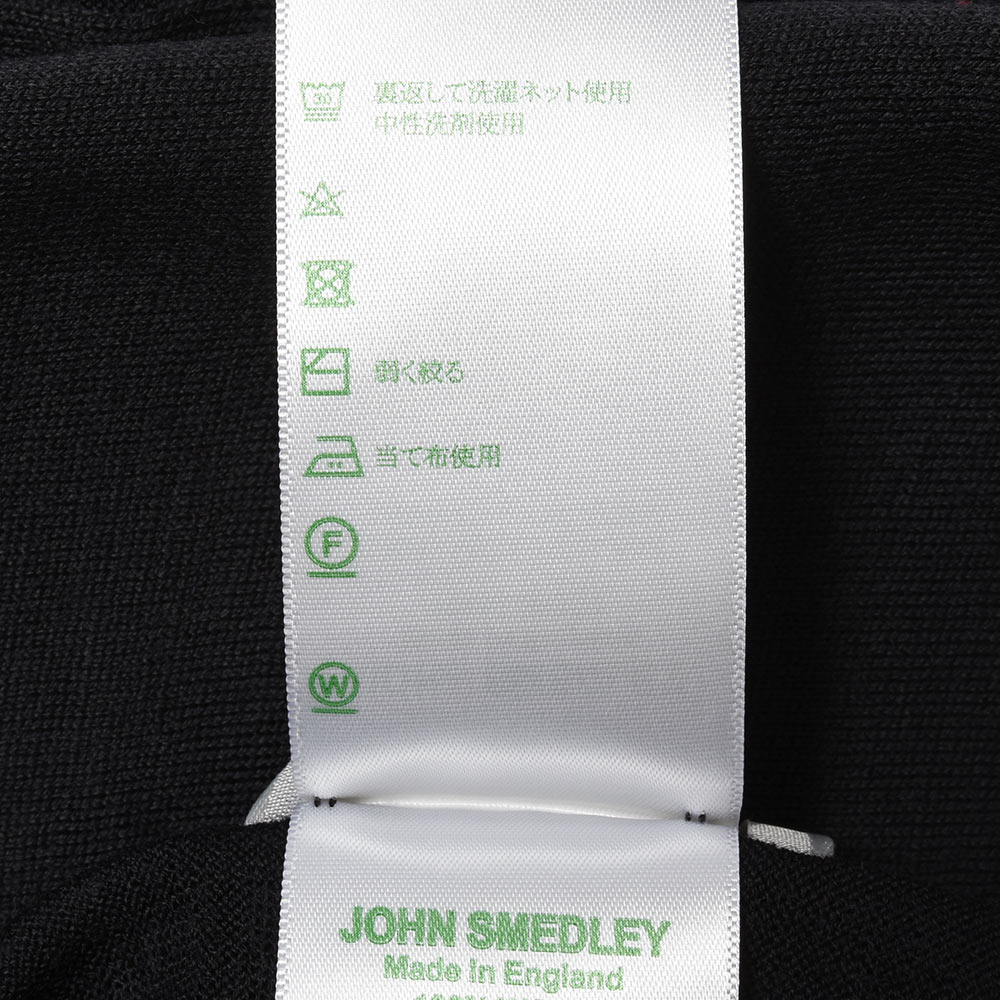 30
裏返して洗濯ネット使用
中性洗剤使用
弱く絞る
当て布使用
F
W
JOHN SMEDLEY
Made in England